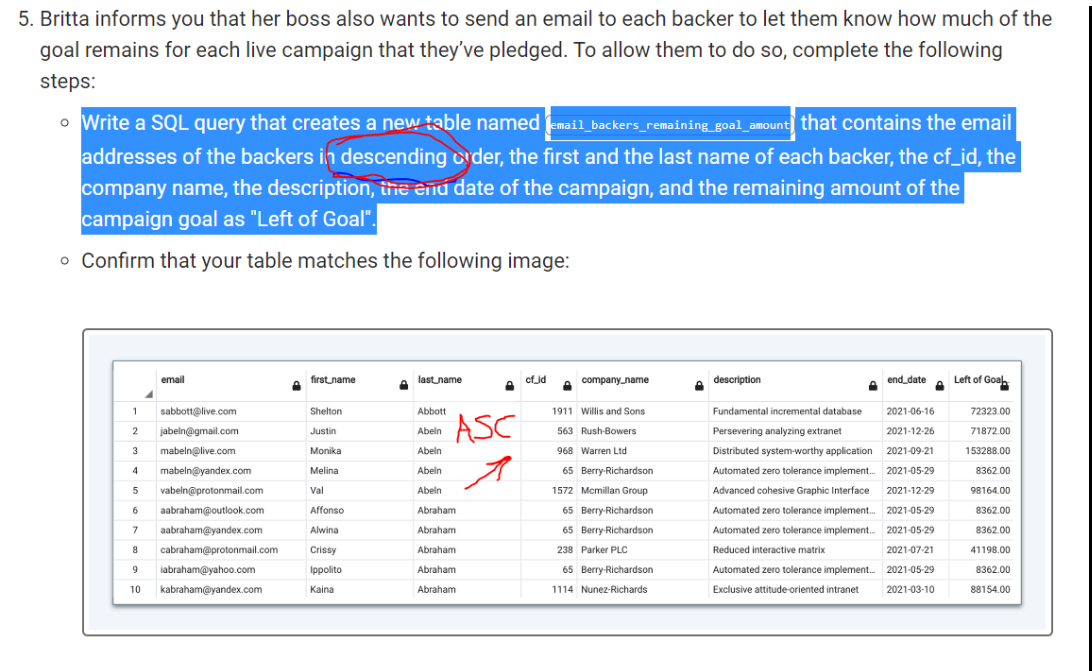 5. Britta informs you that her boss also wants to send an email to each backer to let them know how much of the
goal remains for each live campaign that they've pledged. To allow them to do so, complete the following
steps:
Write a SQL query that creates a new table named email_backers_remaining_goal_amount that contains the email
addresses of the backers in descending order, the first and the last name of each backer, the cf_id, the
company name, the description, the end date of the campaign, and the remaining amount of the
campaign goal as "Left of Goal".
Confirm that your table matches the following image:
email first_name last_name cf_id company_name description end_date Left of Goal
1 sabbott@live.com Shelton Abbott 1911 Willis and Sons Fundamental incremental database 2021-06-16 72323.00
2 jabeln@gmail.com Justin Abeln 563 Rush-Bowers Persevering analyzing extranet 2021-12-26 71872.00
ASC
3 mabeln@live.com Monika Abeln 968 Warren Ltd Distributed system-worthy application 2021-09-21 153288.00
4 mabeln@yandex.com Melina Abeln 65 Berry-Richardson Automated zero tolerance implement... 2021-05-29 8362.00
5 vabeln@protonmail.com Val Abeln 1572 Mcmillan Group Advanced cohesive Graphic Interface 2021-12-29 98164.00
6 aabraham@outlook.com Affonso Abraham 65 Berry-Richardson Automated zero tolerance implement... 2021-05-29 8362.00
7 aabraham@yandex.com Alwina Abraham 65 Berry-Richardson Automated zero tolerance implement... 2021-05-29 8362.00
8 cabraham@protonmail.com Crissy Abraham 238 Parker PLC Reduced interactive matrix 2021-07-21 41198.00
9 iabraham@yahoo.com Ippolito Abraham 65 Berry-Richardson Automated zero tolerance implement... 2021-05-29 8362.00
10 kabraham@yandex.com Kaina Abraham 1114 Nunez-Richards Exclusive attitude-oriented intranet 2021-03-10 88154.00